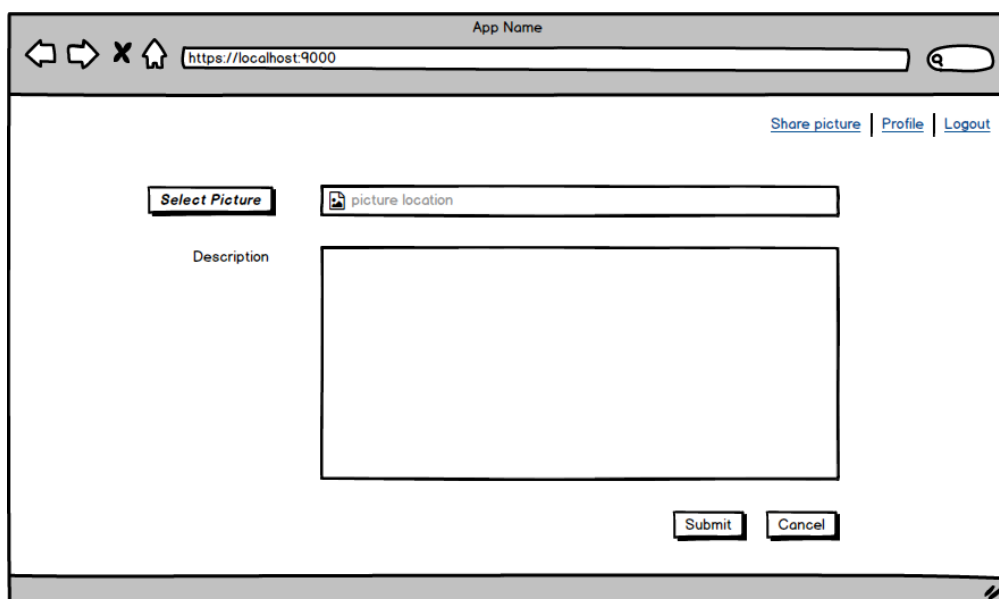 App Name
https://localhost:9000
Share picture Profile Logout
Select Picture picture location
Description
Submit Cancel